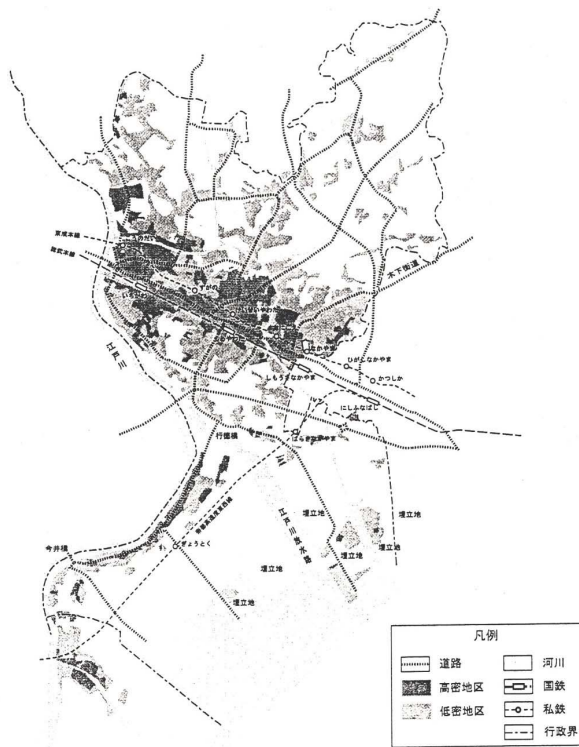 京成本線
総武本線
すがの
木下街道
なかやま
ひがしなかやま
かつしか
しもうさなかやま
にしふなばし
ばらきなかやま
江戸川
行徳橋
江戸川放水路
今井橋
ぎょうとく
埋立地
埋立地
埋立地
埋立地
埋立地
凡例
道路
河川
高密地区
国鉄
低密地区
私鉄
行政界